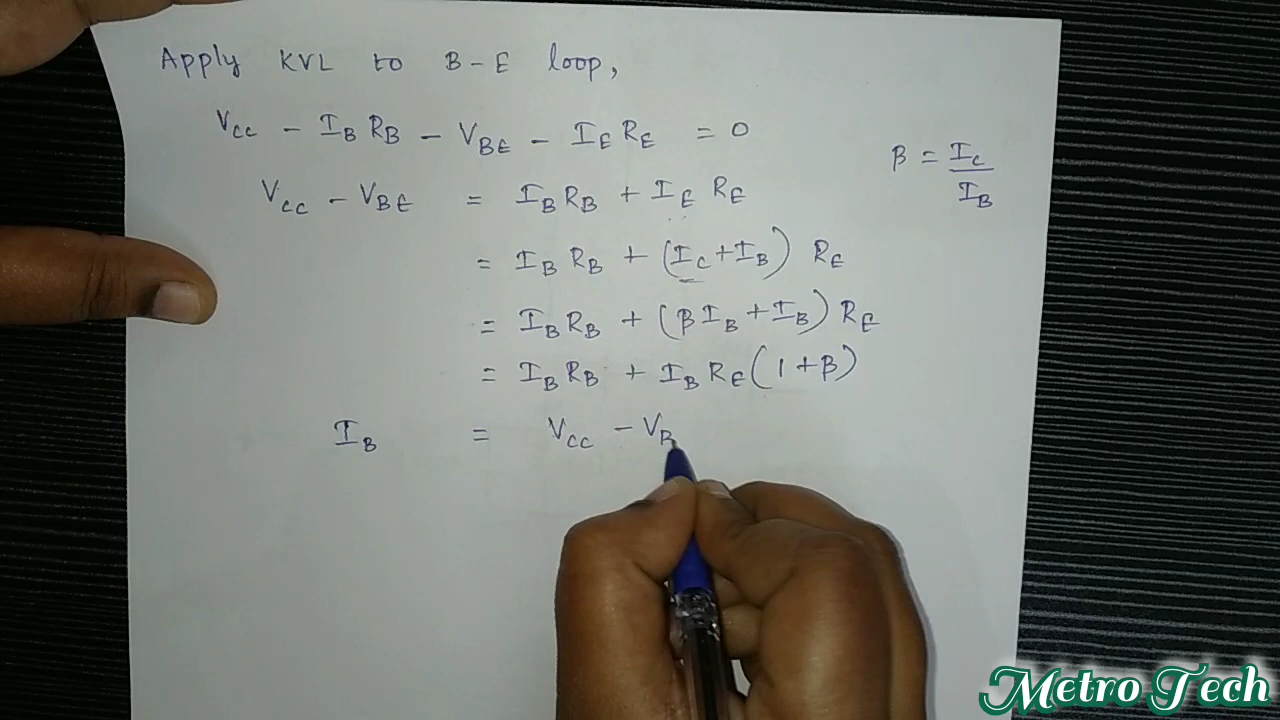 Apply KVL to B-E loop,
VCC - IB RB - VBE - IE RE = 0
β = IC / IB
VCC - VBE = IB RB + IE RE
= IB RB + (IC + IB) RE
= IB RB + (βIB + IB) RE
= IB RB + IB RE (1 + β)
IB = VCC - VB
Metro Tech